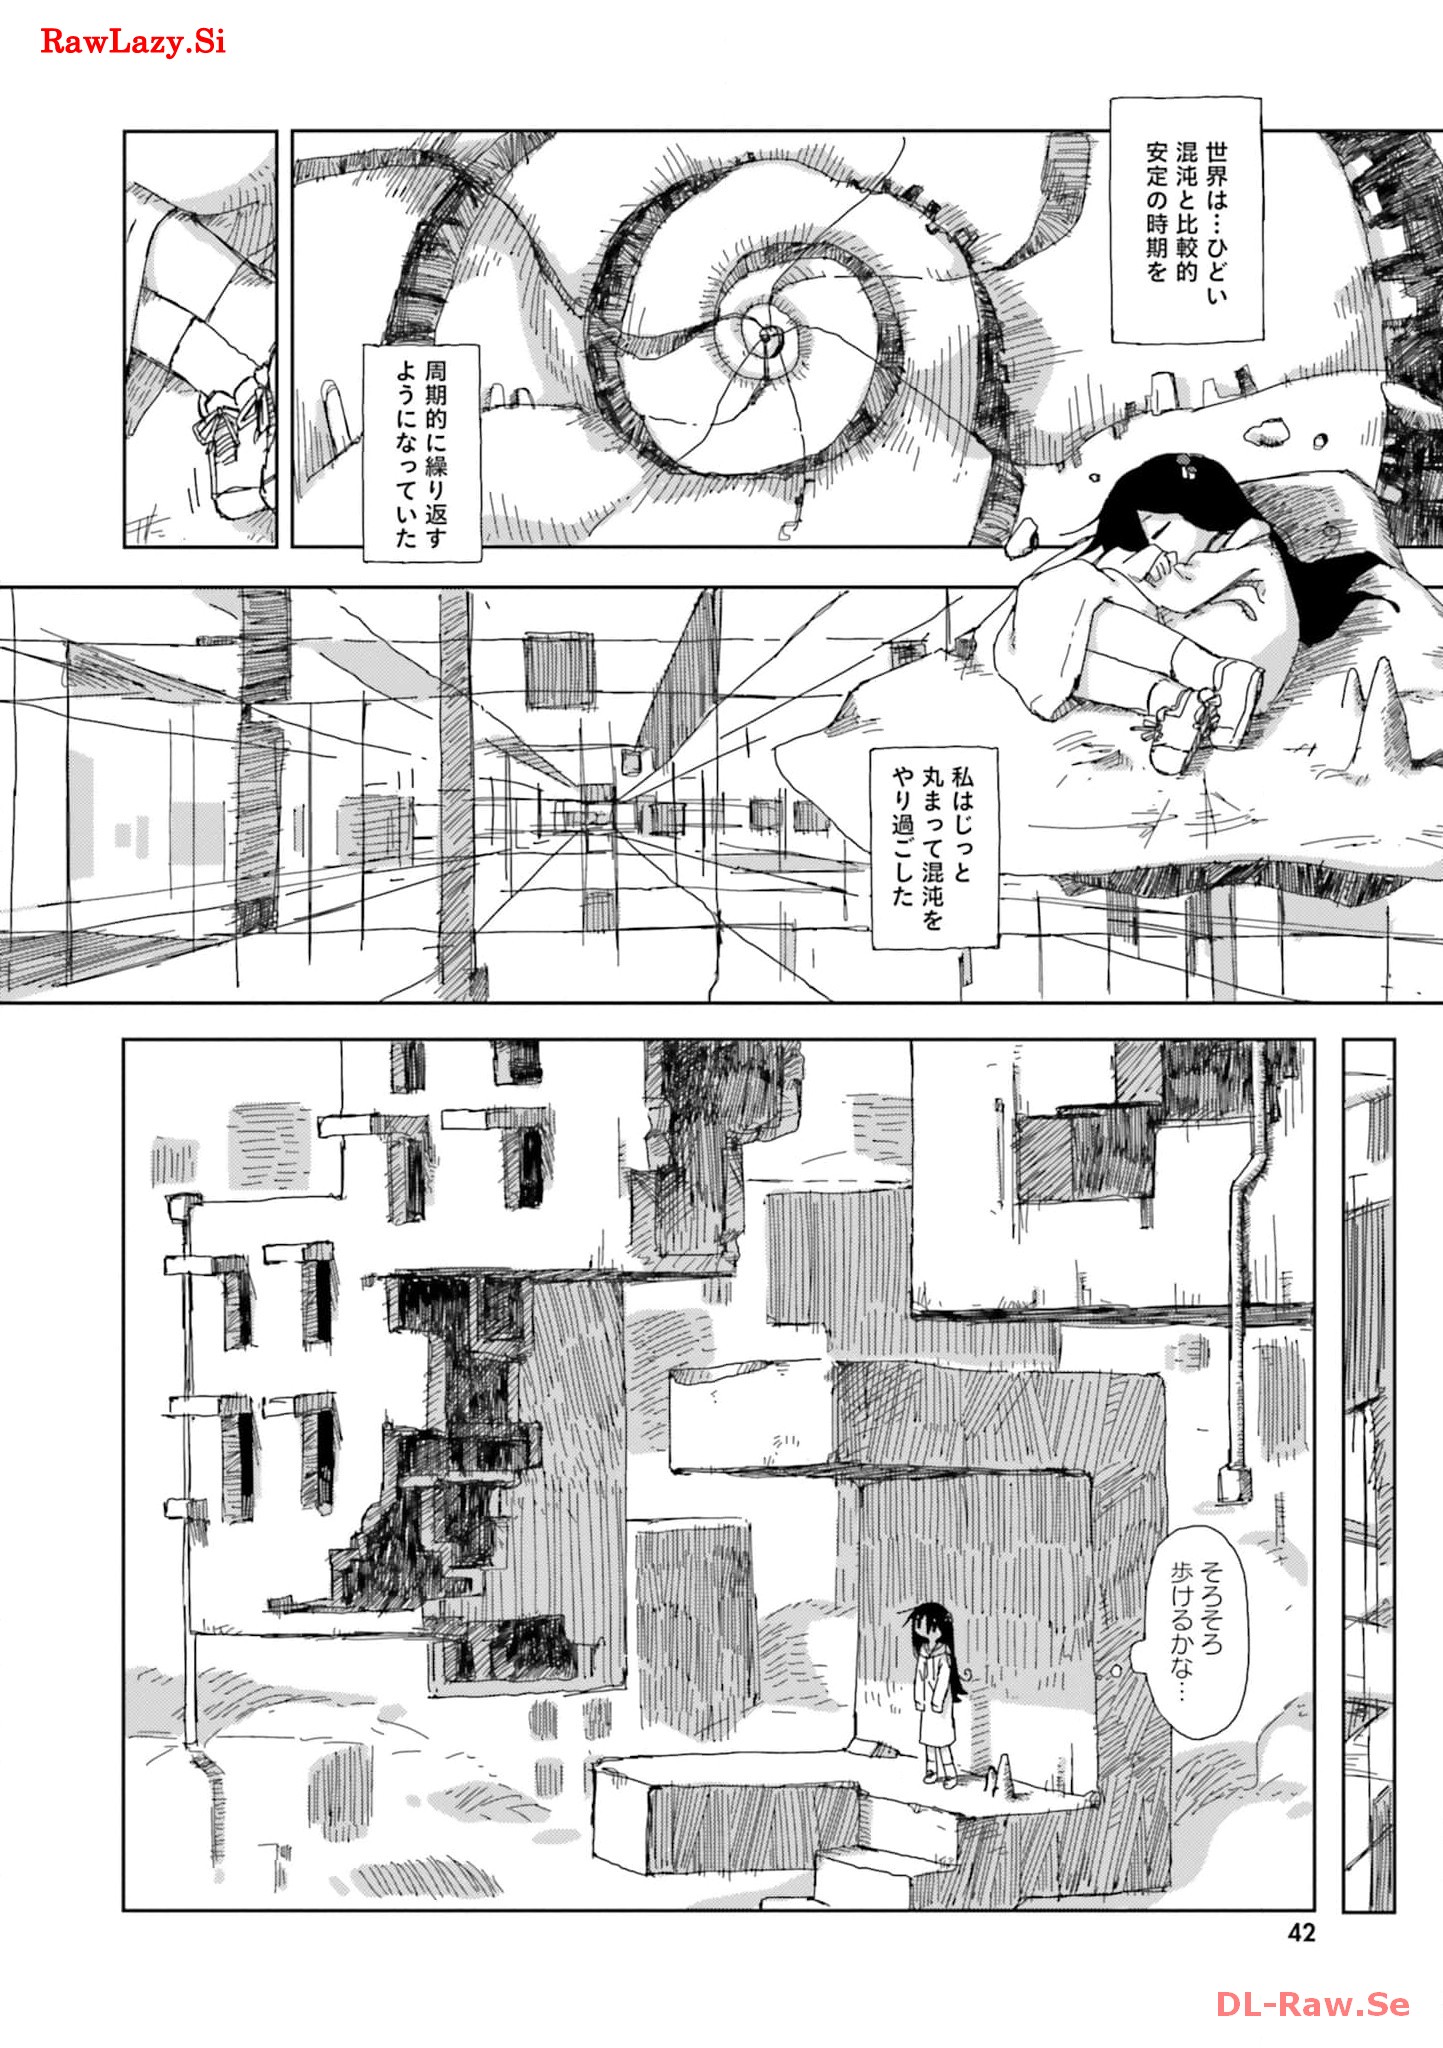 RawLazy.Si
世界は…ひどい
混沌と比較的
安定の時期を
周期的に繰り返す
ようになっていた
私はじっと
丸まって混沌を
やり過ごした
そろそろ
歩けるかな…
42
DL-Raw.Se